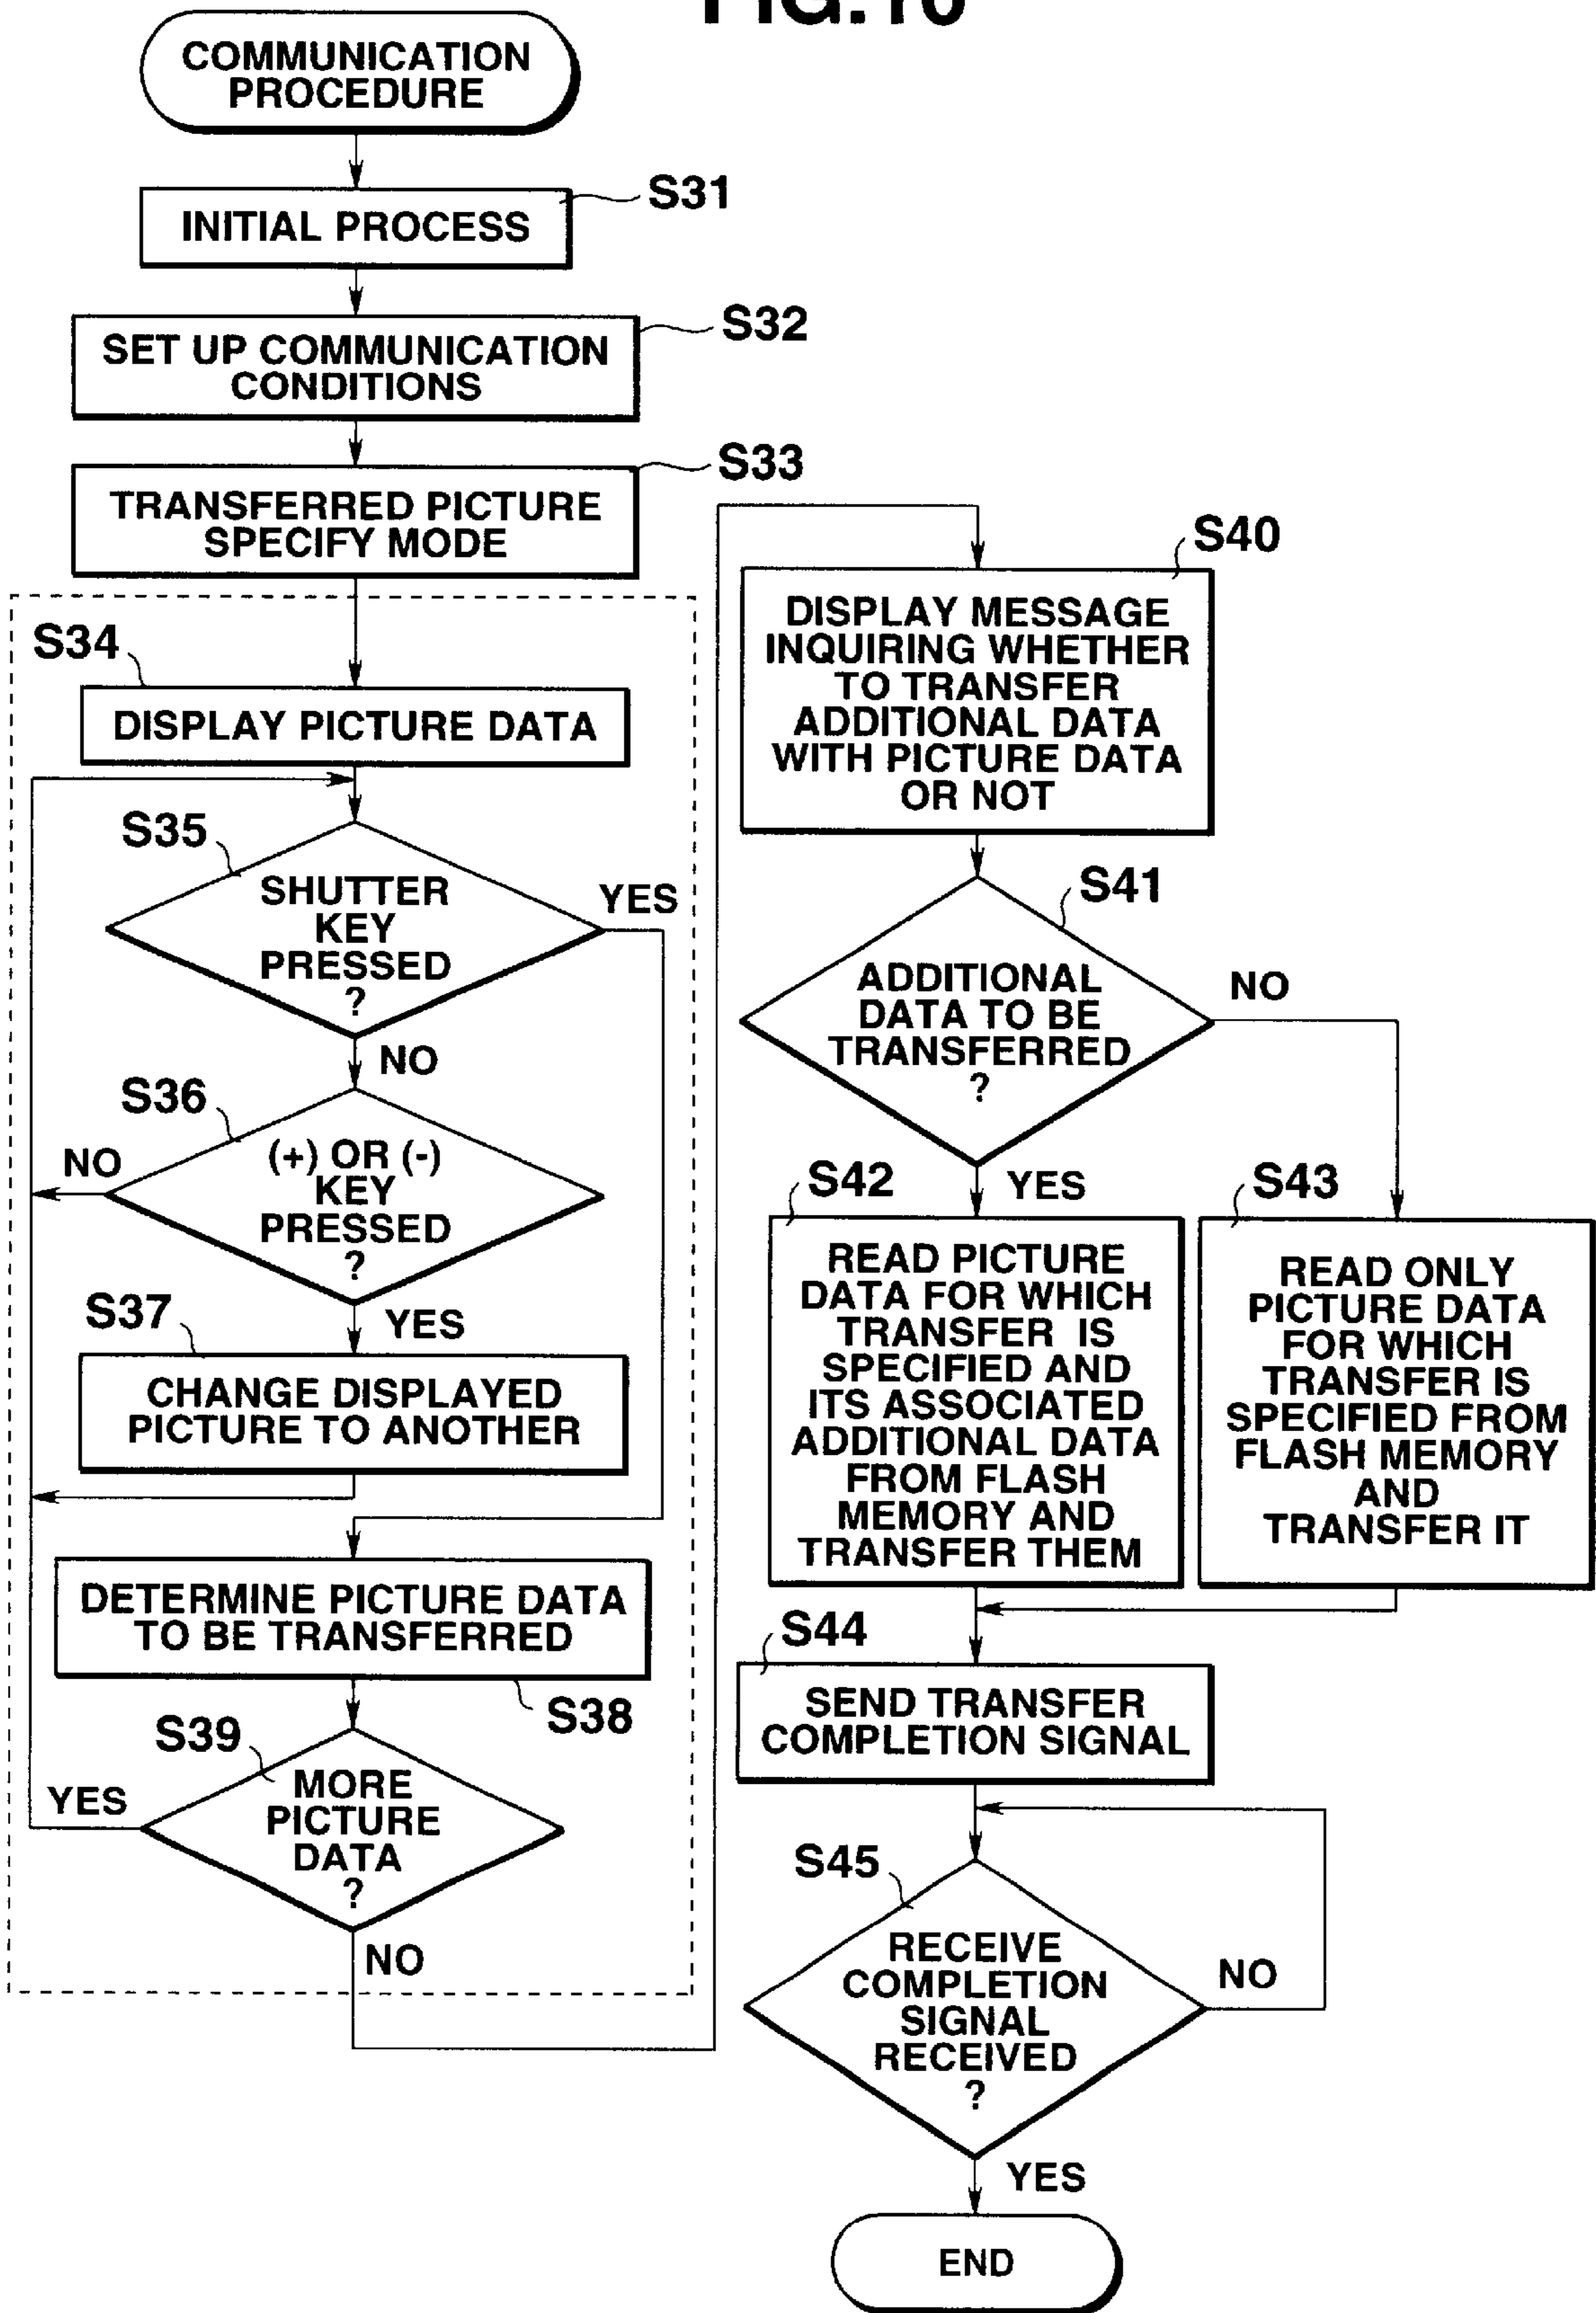 COMMUNICATION
PROCEDURE
S31
INITIAL PROCESS
S32
SET UP COMMUNICATION
CONDITIONS
S33
TRANSFERRED PICTURE
SPECIFY MODE
S34
DISPLAY PICTURE DATA
S35
SHUTTER
KEY
PRESSED
?
YES
NO
S36
(+) OR (-)
KEY
PRESSED
?
NO
YES
S37
CHANGE DISPLAYED
PICTURE TO ANOTHER
DETERMINE PICTURE DATA
TO BE TRANSFERRED
S38
S39
MORE
PICTURE
DATA
?
YES
NO
S40
DISPLAY MESSAGE
INQUIRING WHETHER
TO TRANSFER
ADDITIONAL DATA
WITH PICTURE DATA
OR NOT
S41
ADDITIONAL
DATA TO BE
TRANSFERRED
?
NO
YES
S42
READ PICTURE
DATA FOR WHICH
TRANSFER IS
SPECIFIED AND
ITS ASSOCIATED
ADDITIONAL DATA
FROM FLASH
MEMORY AND
TRANSFER THEM
S43
READ ONLY
PICTURE DATA
FOR WHICH
TRANSFER IS
SPECIFIED FROM
FLASH MEMORY
AND
TRANSFER IT
S44
SEND TRANSFER
COMPLETION SIGNAL
S45
RECEIVE
COMPLETION
SIGNAL
RECEIVED
?
NO
YES
END